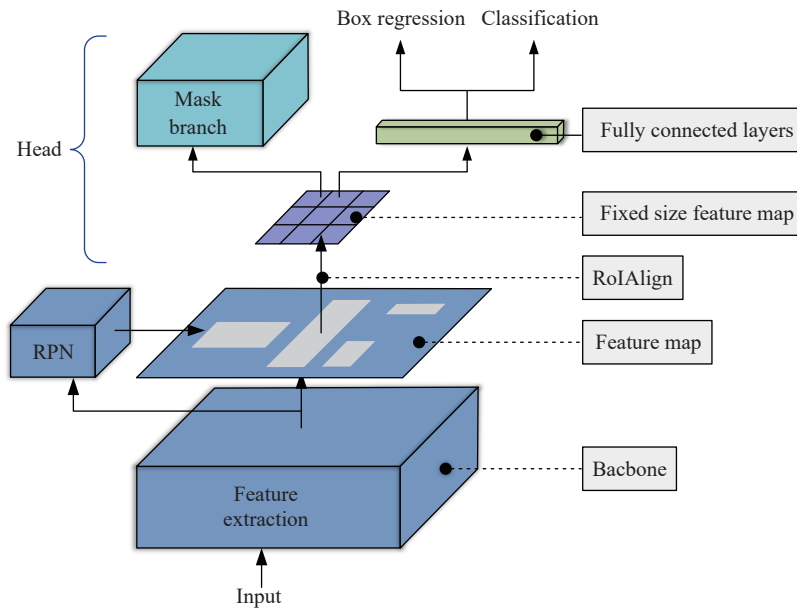 Box regression
Classification
Mask
branch
Head
Fully connected layers
Fixed size feature map
RoIAlign
RPN
Feature map
Bacbone
Feature
extraction
Input